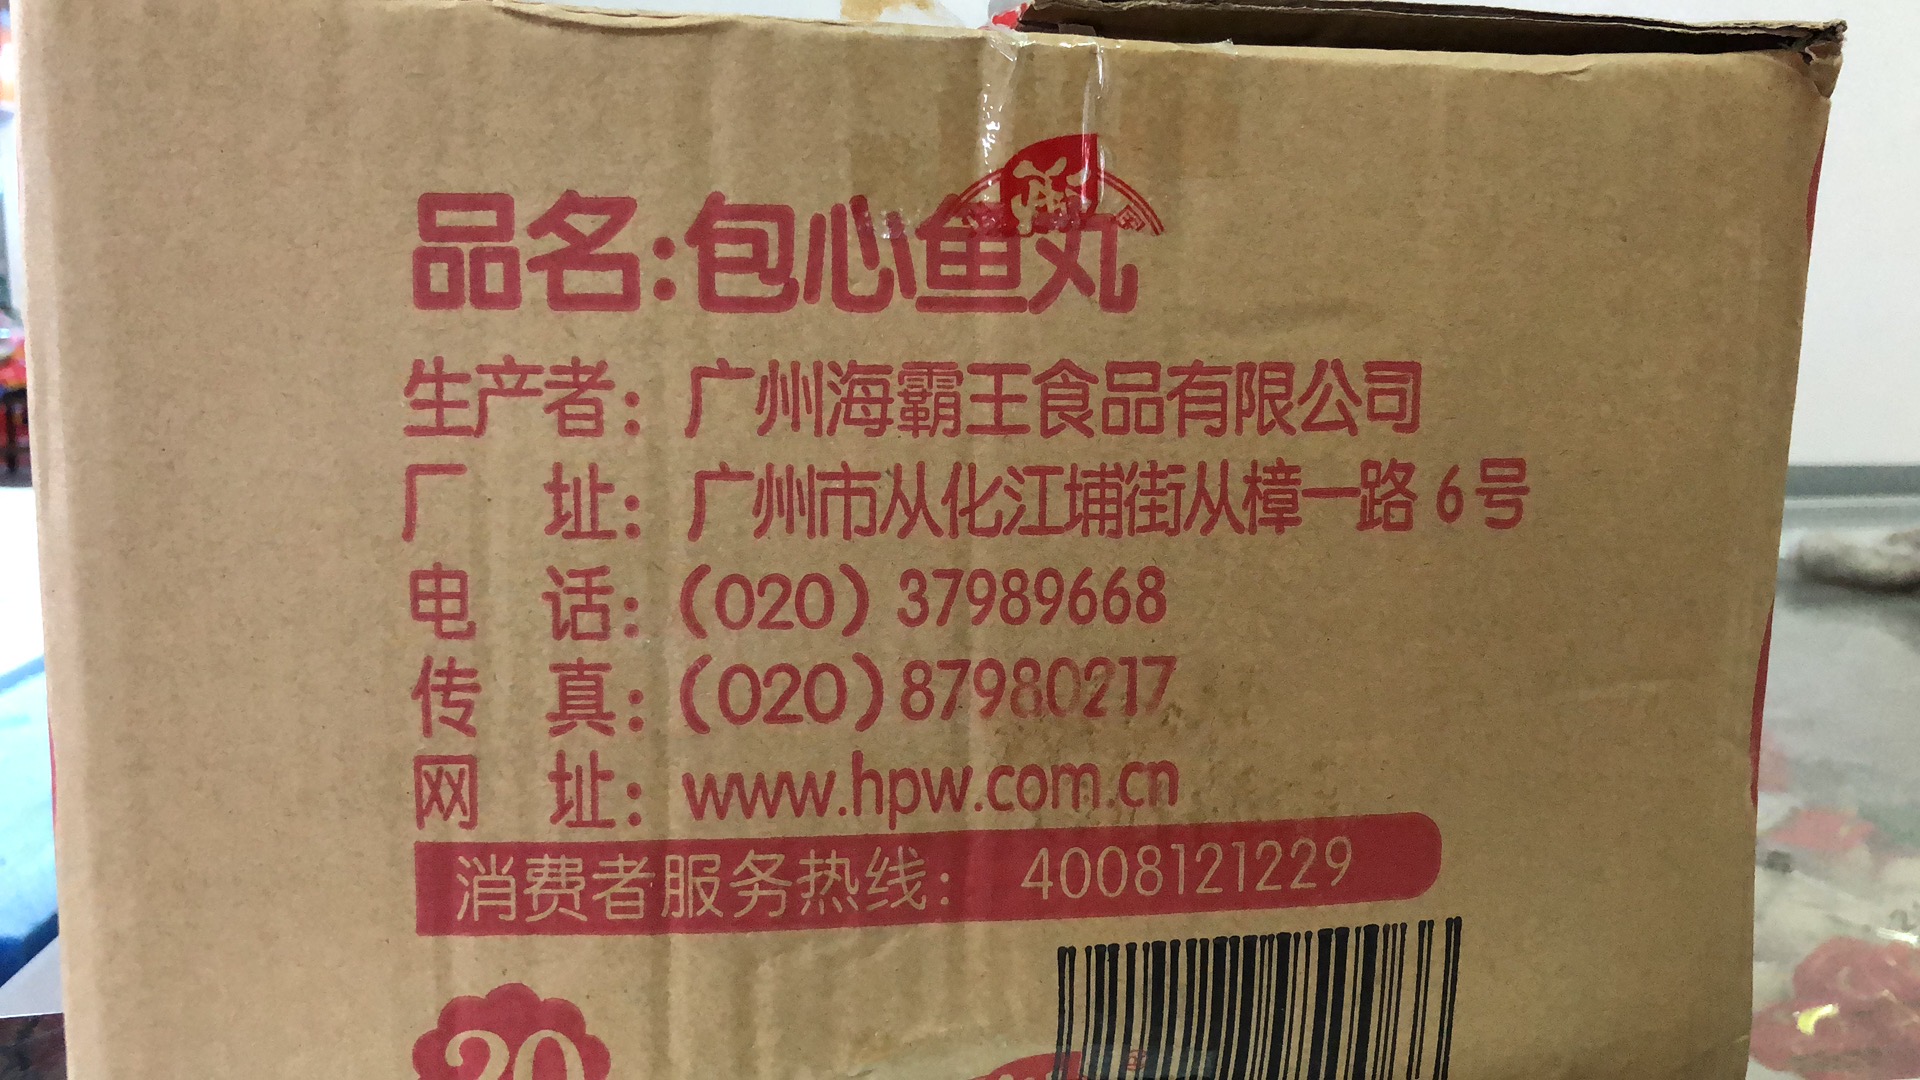 品名:包心鱼丸
生产者: 广州海霸王食品有限公司
厂 址: 广州市从化江埔街从樟一路 6 号
电 话: (020) 37989668
传 真: (020) 87980217
网 址: www.hpw.com.cn
消费者服务热线: 4008121229
20